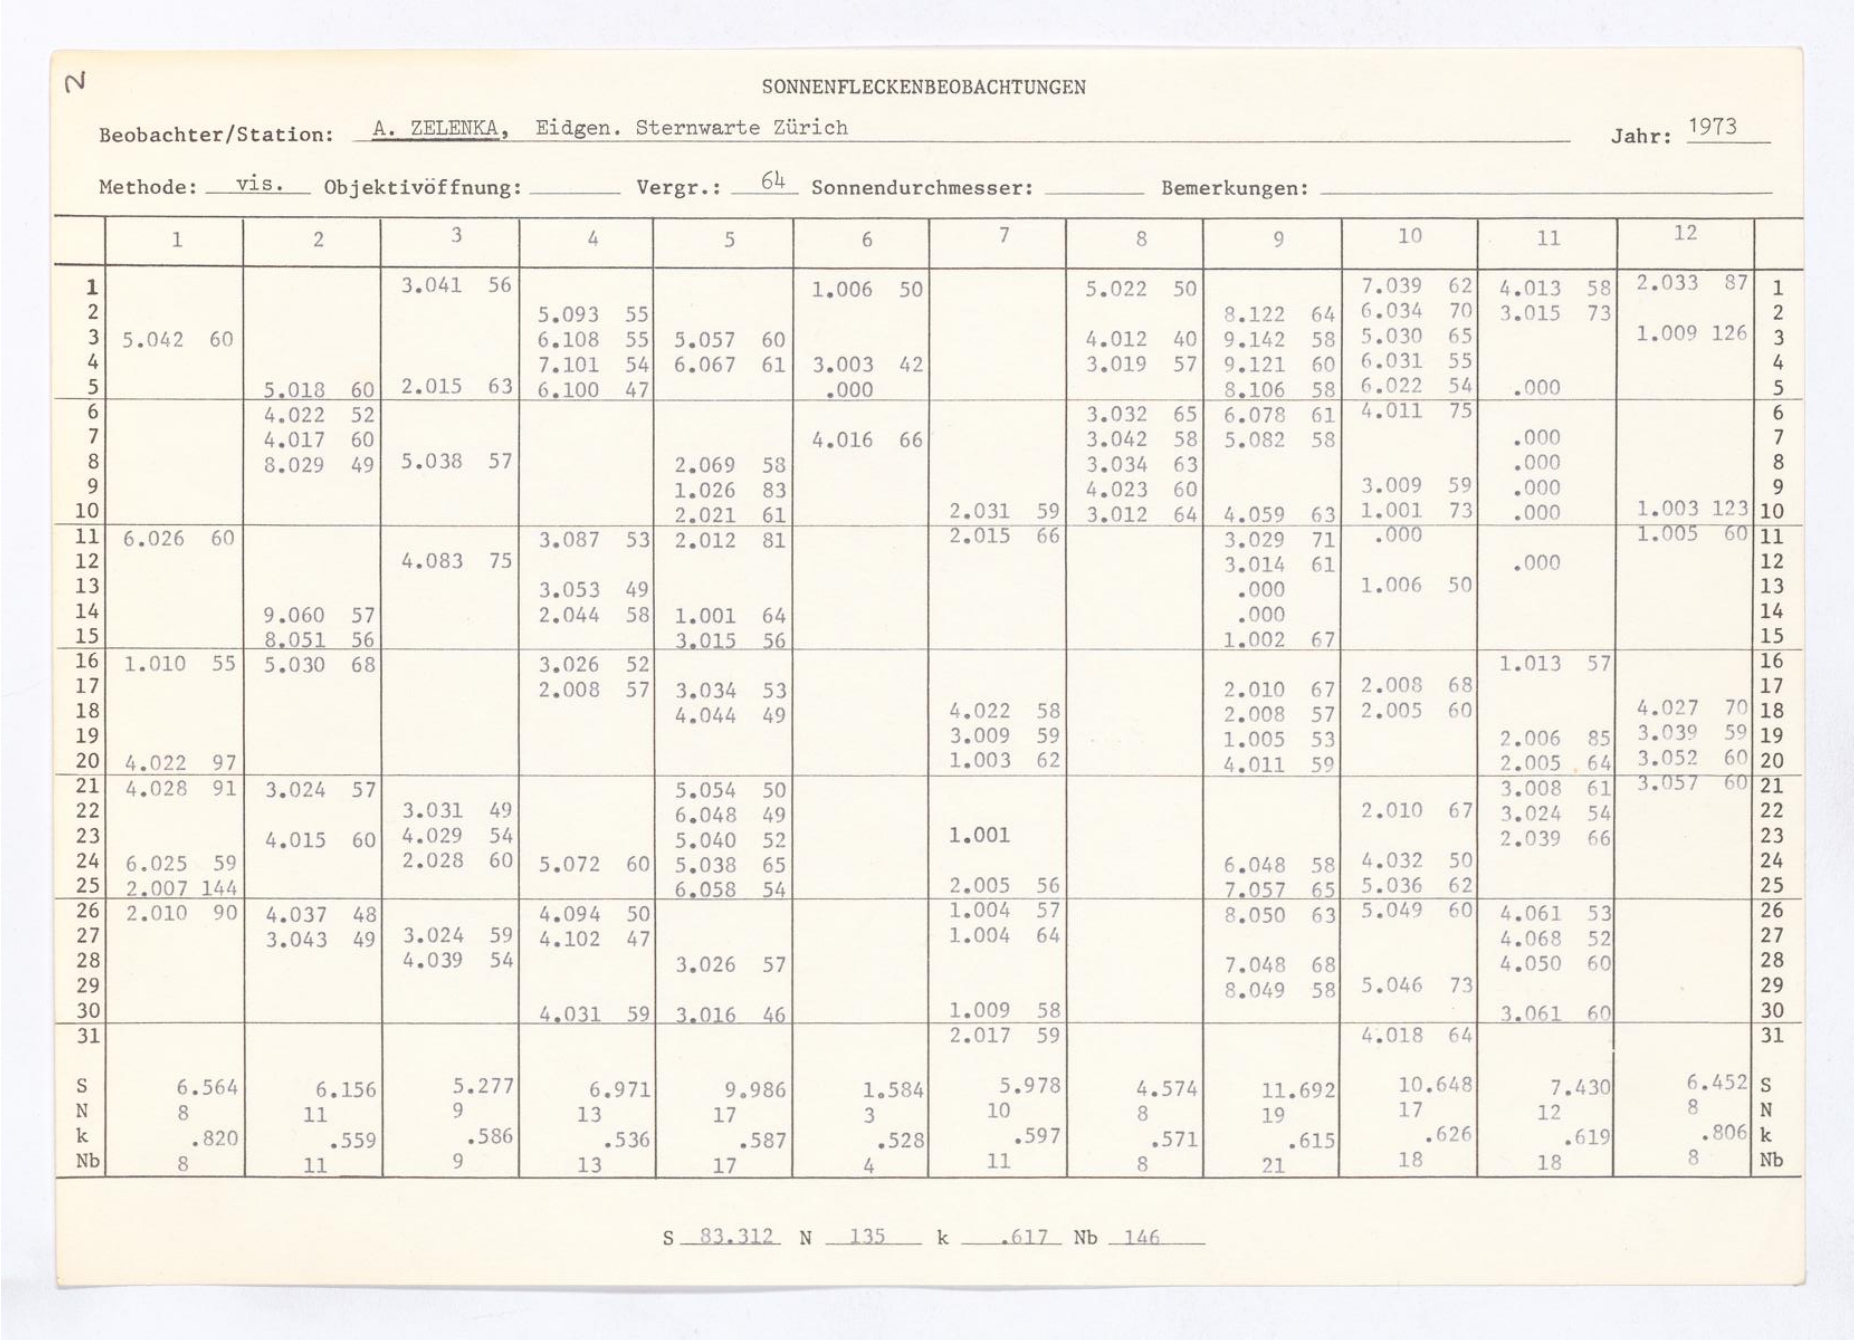 N
SONNENFLECKENBEOBACHTUNGEN
Beobachter/Station: A. ZELENKA, Eidgen. Sternwarte Zürich Jahr: 1973
Methode: vis. Objektivöffnung: Vergr.: 64 Sonnendurchmesser: Bemerkungen:
1 2 3 4 5 6 7 8 9 10 11 12
1 3.041 56 1.006 50 5.022 50 7.039 62 4.013 58 2.033 87 1
2 5.093 55 8.122 64 6.034 70 3.015 73 2
3 5.042 60 6.108 55 5.057 60 4.012 40 9.142 58 5.030 65 1.009 126 3
4 7.101 54 6.067 61 3.003 42 3.019 57 9.121 60 6.031 55 4
5 5.018 60 2.015 63 6.100 47 .000 8.106 58 6.022 54 .000 5
6 4.022 52 3.032 65 6.078 61 4.011 75 6
7 4.017 60 4.016 66 3.042 58 5.082 58 .000 7
8 8.029 49 5.038 57 2.069 58 3.034 63 .000 8
9 1.026 83 4.023 60 3.009 59 .000 9
10 2.021 61 2.031 59 3.012 64 4.059 63 1.001 73 .000 1.003 123 10
11 6.026 60 3.087 53 2.012 81 2.015 66 3.029 71 .000 1.005 60 11
12 4.083 75 3.014 61 .000 12
13 3.053 49 .000 1.006 50 13
14 9.060 57 2.044 58 1.001 64 .000 14
15 8.051 56 3.015 56 1.002 67 15
16 1.010 55 5.030 68 3.026 52 1.013 57 16
17 2.008 57 3.034 53 2.010 67 2.008 68 17
18 4.044 49 4.022 58 2.008 57 2.005 60 4.027 70 18
19 3.009 59 1.005 53 2.006 85 3.039 59 19
20 4.022 97 1.003 62 4.011 59 2.005 64 3.052 60 20
21 4.028 91 3.024 57 5.054 50 3.008 61 3.057 60 21
22 3.031 49 6.048 49 2.010 67 3.024 54 22
23 4.015 60 4.029 54 5.040 52 1.001 2.039 66 23
24 6.025 59 2.028 60 5.072 60 5.038 65 6.048 58 4.032 50 24
25 2.007 144 6.058 54 2.005 56 7.057 65 5.036 62 25
26 2.010 90 4.037 48 4.094 50 1.004 57 8.050 63 5.049 60 4.061 53 26
27 3.043 49 3.024 59 4.102 47 1.004 64 4.068 52 27
28 4.039 54 3.026 57 7.048 68 4.050 60 28
29 8.049 58 5.046 73 29
30 4.031 59 3.016 46 1.009 58 3.061 60 30
31 2.017 59 4.018 64 31
S 6.564 6.156 5.277 6.971 9.986 1.584 5.978 4.574 11.692 10.648 7.430 6.452 S
N 8 11 9 13 17 3 10 8 19 17 12 8 N
k .820 .559 .586 .536 .587 .528 .597 .571 .615 .626 .619 .806 k
Nb 8 11 9 13 17 4 11 8 21 18 18 8 Nb
S 83.312 N 135 k .617 Nb 146